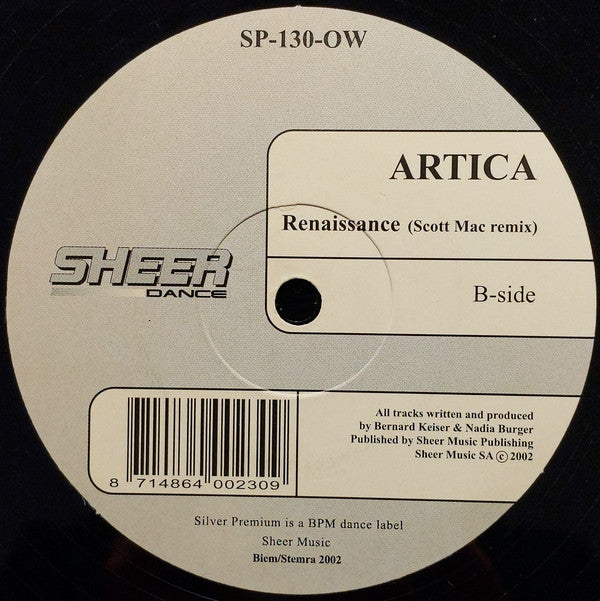 SP-130-OW
ARTICA
Renaissance (Scott Mac remix)
SHEER
DANCE
B-side
All tracks written and produced
by Bernard Keiser & Nadia Burger
Published by Sheer Music Publishing
Sheer Music SA ⓒ 2002
8 714864 002309
Silver Premium is a BPM dance label
Sheer Music
Biem/Stemra 2002